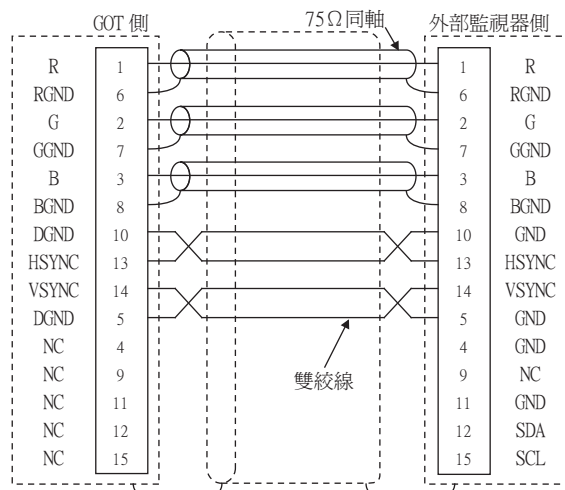 GOT 側 75Ω同軸 外部監視器側
R 1 1 R
RGND 6 6 RGND
G 2 2 G
GGND 7 7 GGND
B 3 3 B
BGND 8 8 BGND
DGND 10 10 GND
HSYNC 13 13 HSYNC
VSYNC 14 14 VSYNC
DGND 5 5 GND
NC 4 4 GND
NC 9 9 NC
雙絞線
NC 11 11 GND
NC 12 12 SDA
NC 15 15 SCL